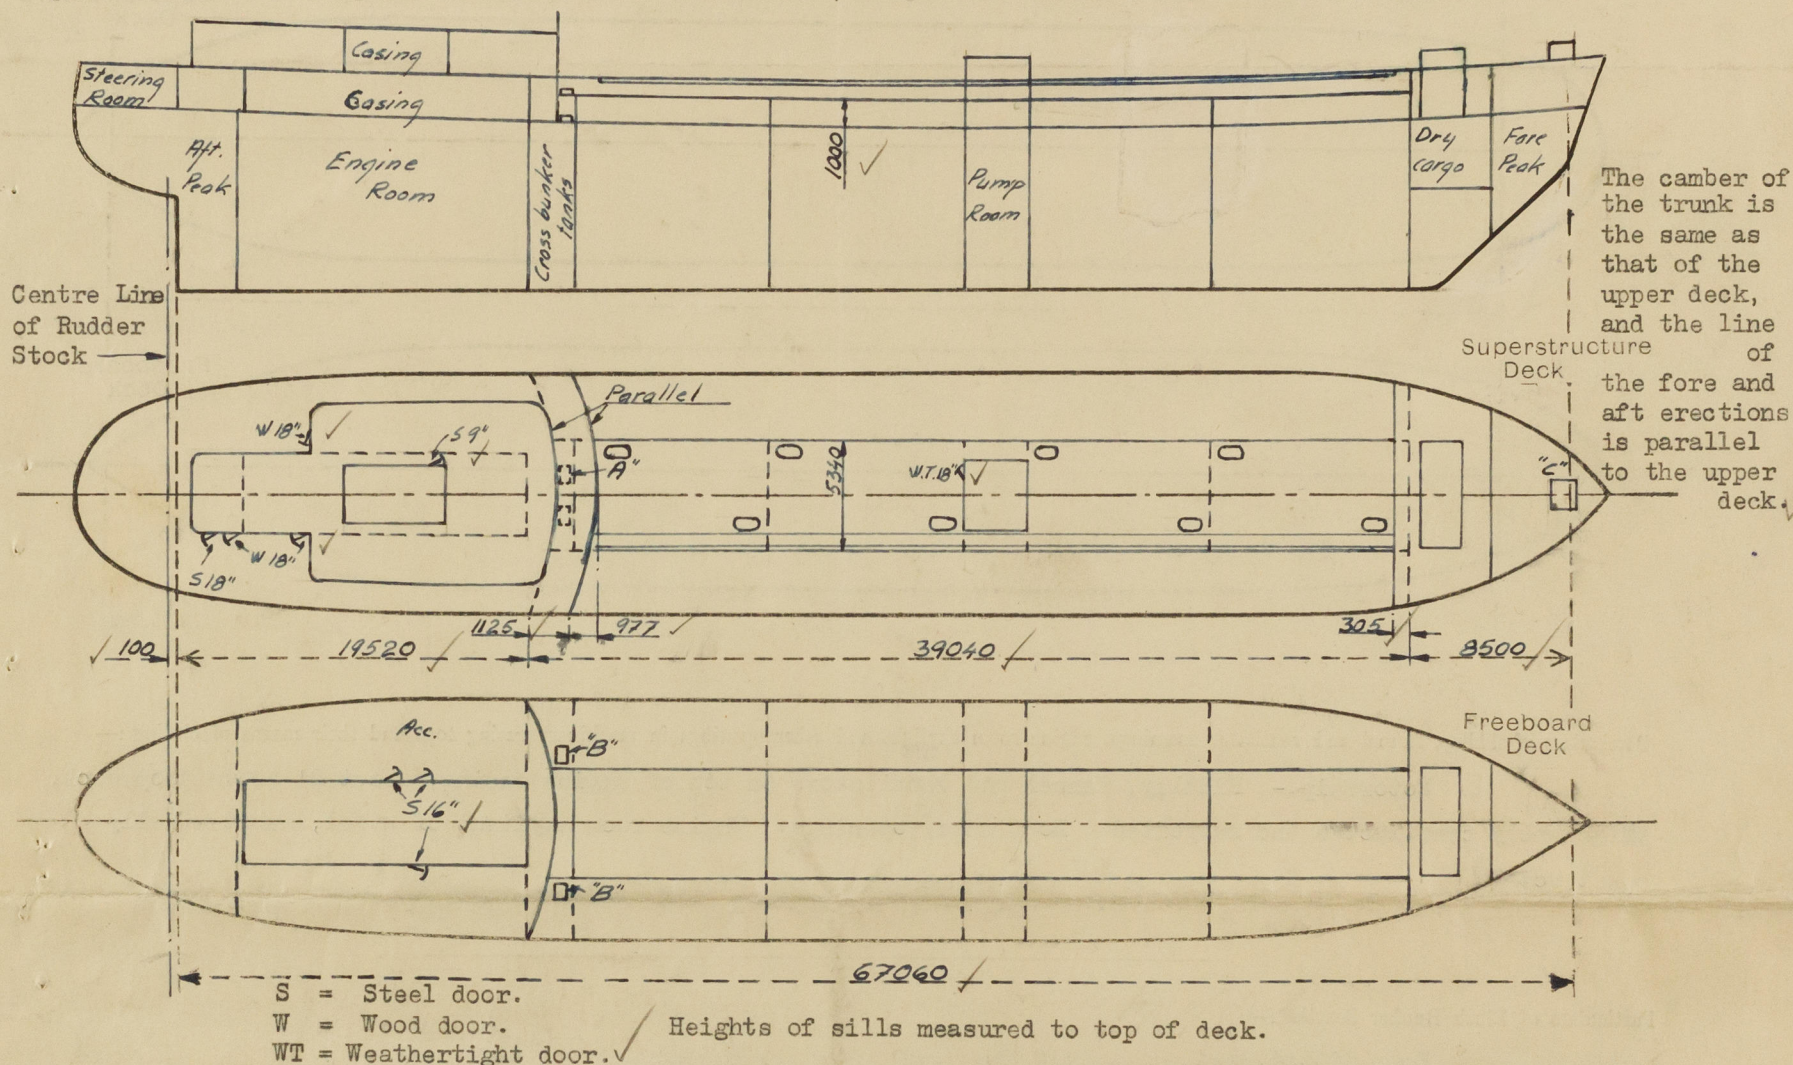 Casing
Steering
Room
Casing
Aft.
Peak
Engine
Room
Cross bunker
tanks
1000
Pump
Room
Dry
cargo
Fore
Peak
The camber of
the trunk is
the same as
that of the
upper deck,
and the line
of
the fore and
aft erections
is parallel
to the upper
deck.
Centre Line
of Rudder
Stock
Superstructure
Deck
Parallel
W 18"
S 9"
"A"
5340
W.T. 18"
"C"
S 18"
W 18"
1125
977
305
100
19520
39040
8500
Acc.
"B"
Freeboard
Deck
S 16"
"B"
67060
S = Steel door.
W = Wood door.
WT = Weathertight door.
Heights of sills measured to top of deck.